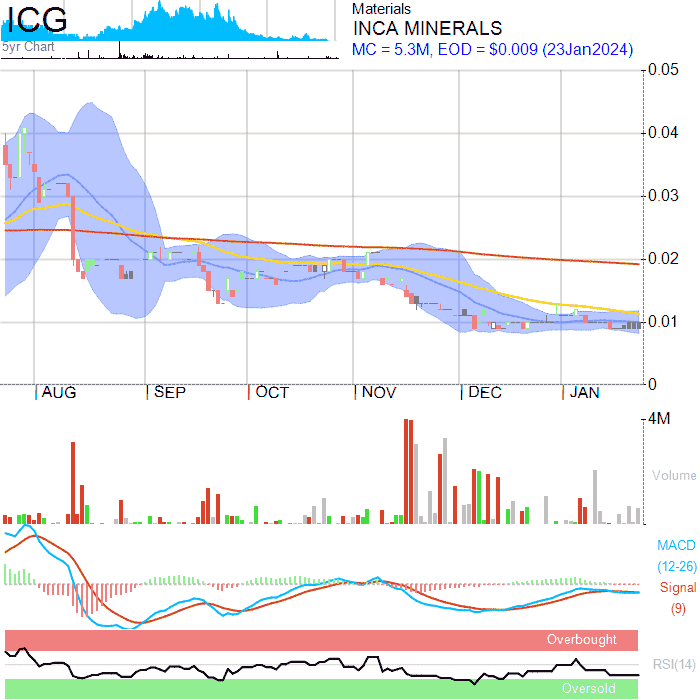 ICG
5yr Chart
Materials
INCA MINERALS
MC = 5.3M, EOD = $0.009 (23Jan2024)
0.05
0.04
0.03
0.02
0.01
0
AUG SEP OCT NOV DEC JAN
4M
Volume
MACD
(12-26)
Signal
(9)
Overbought
RSI(14)
Oversold